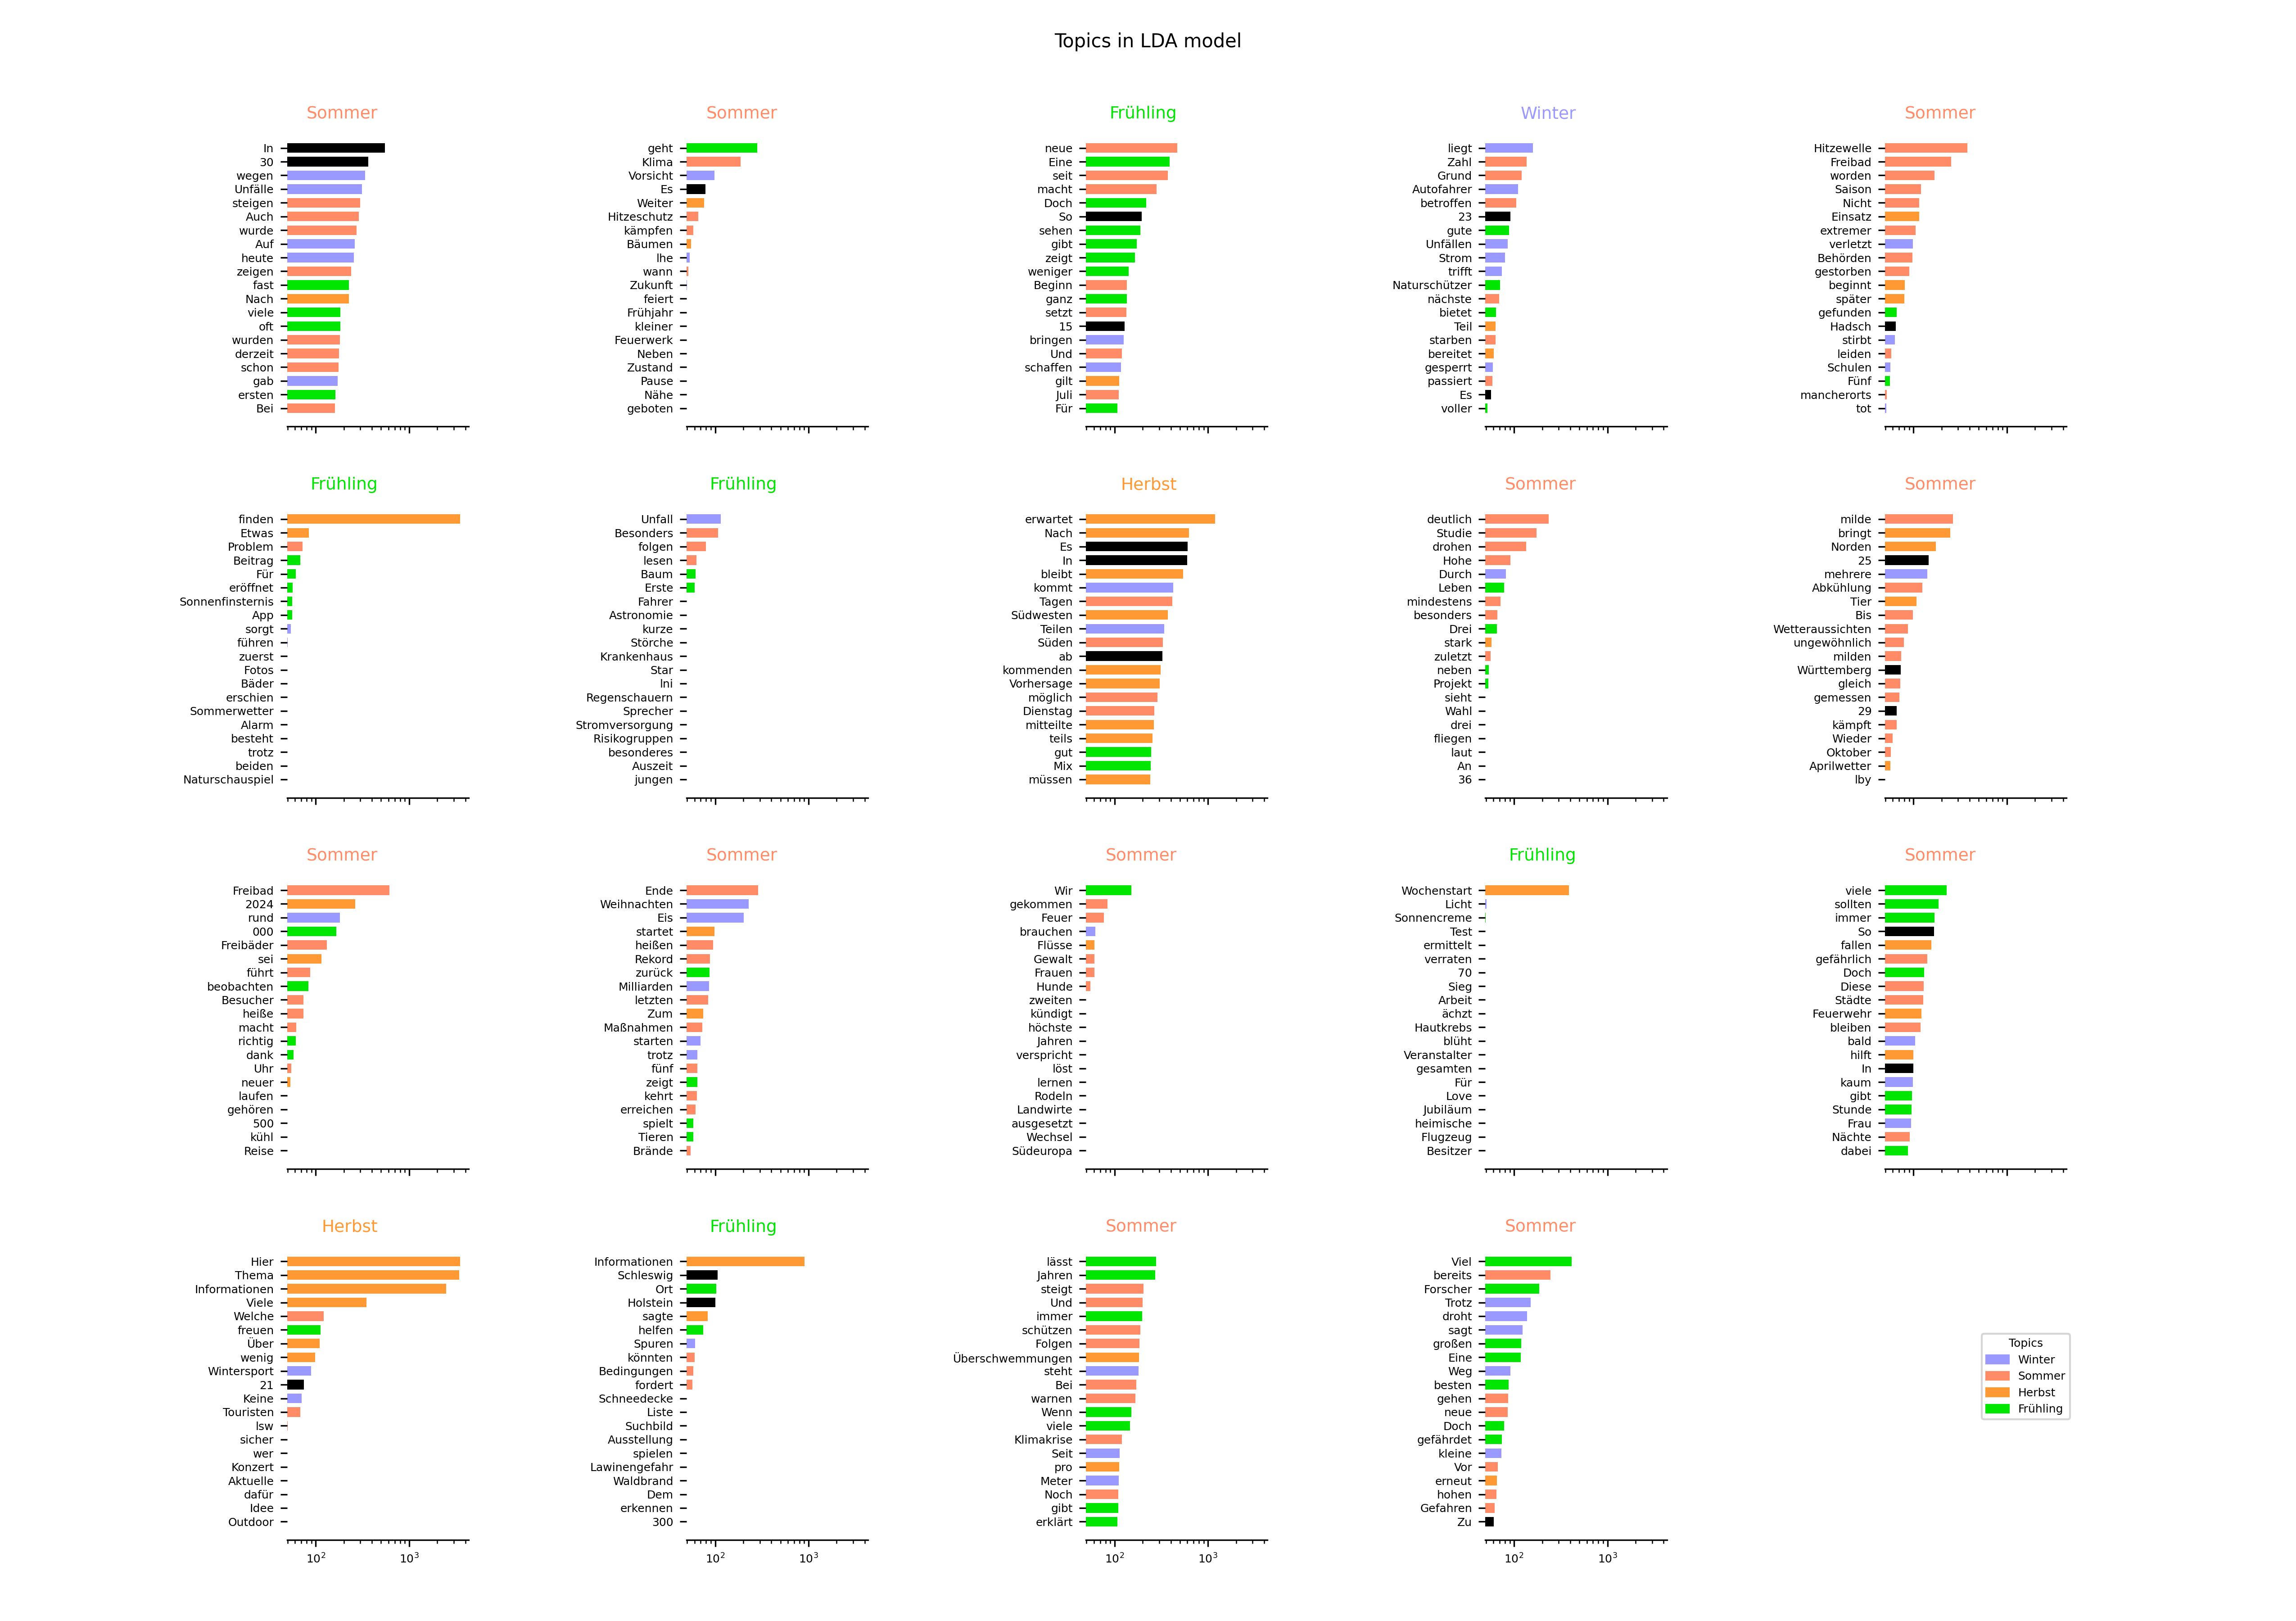 Topics in LDA model
Sommer
In
30
wegen
Unfälle
steigen
Auch
wurde
Auf
heute
zeigen
fast
Nach
viele
oft
wurden
derzeit
schon
gab
ersten
Bei
Sommer
geht
Klima
Vorsicht
Es
Weiter
Hitzeschutz
kämpfen
Bäumen
lhe
wann
Zukunft
feiert
Frühjahr
kleiner
Feuerwerk
Neben
Zustand
Pause
Nähe
geboten
Frühling
neue
Eine
seit
macht
Doch
So
sehen
gibt
zeigt
weniger
Beginn
ganz
setzt
15
bringen
Und
schaffen
gilt
Juli
Für
Winter
liegt
Zahl
Grund
Autofahrer
betroffen
23
gute
Unfällen
Strom
trifft
Naturschützer
nächste
bietet
Teil
starben
bereitet
gesperrt
passiert
Es
voller
Sommer
Hitzewelle
Freibad
worden
Saison
Nicht
Einsatz
extremer
verletzt
Behörden
gestorben
beginnt
später
gefunden
Hadsch
stirbt
leiden
Schulen
Fünf
mancherorts
tot
Frühling
finden
Etwas
Problem
Beitrag
Für
eröffnet
Sonnenfinsternis
App
sorgt
führen
zuerst
Fotos
Bäder
erschien
Sommerwetter
Alarm
besteht
trotz
beiden
Naturschauspiel
Frühling
Unfall
Besonders
folgen
lesen
Baum
Erste
Fahrer
Astronomie
kurze
Störche
Krankenhaus
Star
lni
Regenschauern
Sprecher
Stromversorgung
Risikogruppen
besonderes
Auszeit
jungen
Herbst
erwartet
Nach
Es
In
bleibt
kommt
Tagen
Südwesten
Teilen
Süden
ab
kommenden
Vorhersage
möglich
Dienstag
mitteilte
teils
gut
Mix
müssen
Sommer
deutlich
Studie
drohen
Hohe
Durch
Leben
mindestens
besonders
Drei
stark
zuletzt
neben
Projekt
sieht
Wahl
drei
fliegen
laut
An
36
Sommer
milde
bringt
Norden
25
mehrere
Abkühlung
Tier
Bis
Wetteraussichten
ungewöhnlich
milden
Württemberg
gleich
gemessen
29
kämpft
Wieder
Oktober
Aprilwetter
lby
Sommer
Freibad
2024
rund
000
Freibäder
sei
führt
beobachten
Besucher
heiße
macht
richtig
dank
Uhr
neuer
laufen
gehören
500
kühl
Reise
Sommer
Ende
Weihnachten
Eis
startet
heißen
Rekord
zurück
Milliarden
letzten
Zum
Maßnahmen
starten
trotz
fünf
zeigt
kehrt
erreichen
spielt
Tieren
Brände
Sommer
Wir
gekommen
Feuer
brauchen
Flüsse
Gewalt
Frauen
Hunde
zweiten
kündigt
höchste
Jahren
verspricht
löst
lernen
Rodeln
Landwirte
ausgesetzt
Wechsel
Südeuropa
Frühling
Wochenstart
Licht
Sonnencreme
Test
ermittelt
verraten
70
Sieg
Arbeit
ächzt
Hautkrebs
blüht
Veranstalter
gesamten
Für
Love
Jubiläum
heimische
Flugzeug
Besitzer
Sommer
viele
sollten
immer
So
fallen
gefährlich
Doch
Diese
Städte
Feuerwehr
bleiben
bald
hilft
In
kaum
gibt
Stunde
Frau
Nächte
dabei
Herbst
Hier
Thema
Informationen
Viele
Welche
freuen
Über
wenig
Wintersport
21
Keine
Touristen
lsw
sicher
wer
Konzert
Aktuelle
dafür
Idee
Outdoor
10²
10³
Frühling
Informationen
Schleswig
Ort
Holstein
sagte
helfen
Spuren
könnten
Bedingungen
fordert
Schneedecke
Liste
Suchbild
Ausstellung
spielen
Lawinengefahr
Waldbrand
Dem
erkennen
300
10²
10³
Sommer
lässt
Jahren
steigt
Und
immer
schützen
Folgen
Überschwemmungen
steht
Bei
warnen
Wenn
viele
Klimakrise
Seit
pro
Meter
Noch
gibt
erklärt
10²
10³
Sommer
Viel
bereits
Forscher
Trotz
droht
sagt
großen
Eine
Weg
besten
gehen
neue
Doch
gefährdet
kleine
Vor
erneut
hohen
Gefahren
Zu
10²
10³
Topics
Winter
Sommer
Herbst
Frühling